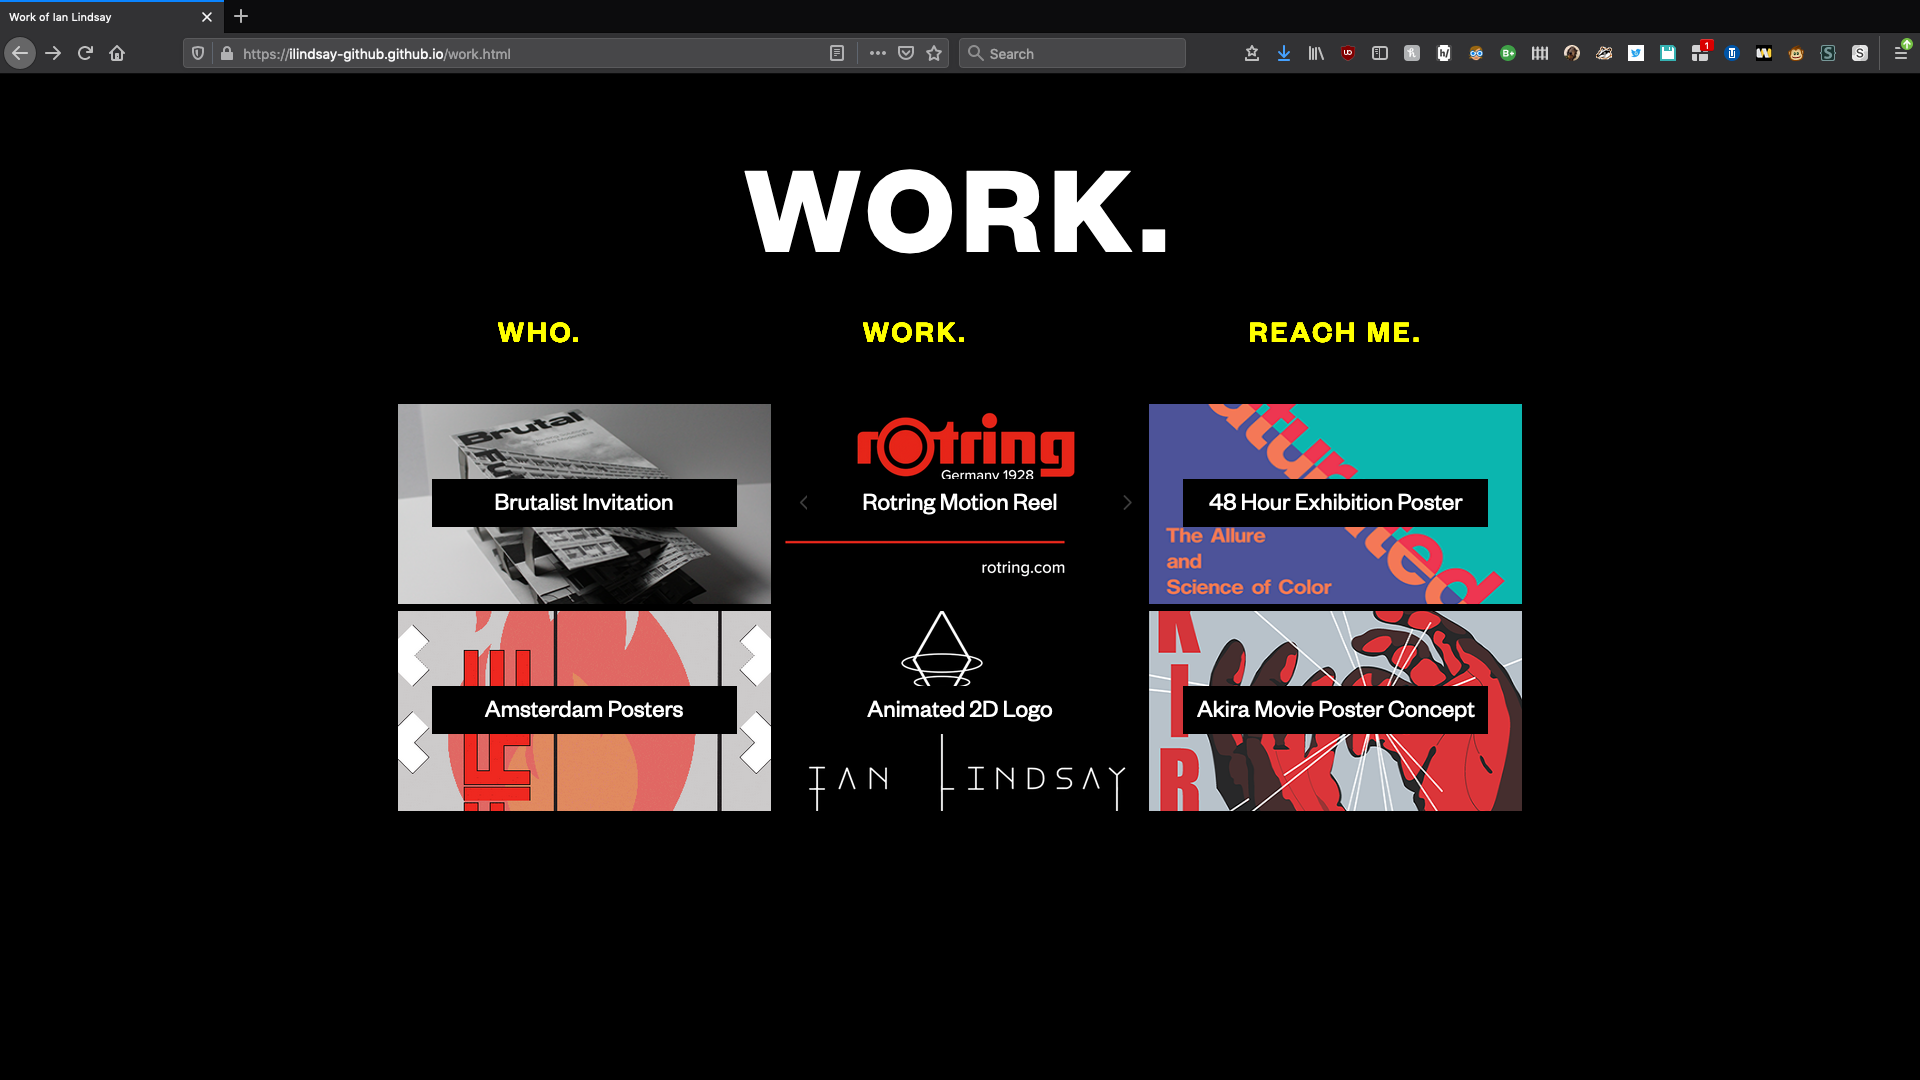 Work of Ian Lindsay
https://ilindsay-github.github.io/work.html
Search
1
WORK.
WHO.
WORK.
REACH ME.
Brutal
Fu
Brutalist Invitation
rotring
Germany 1928
Rotring Motion Reel
rotring.com
48 Hour Exhibition Poster
The Allure
and
Science of Color
Amsterdam Posters
Animated 2D Logo
IAN LINDSAY
Akira Movie Poster Concept